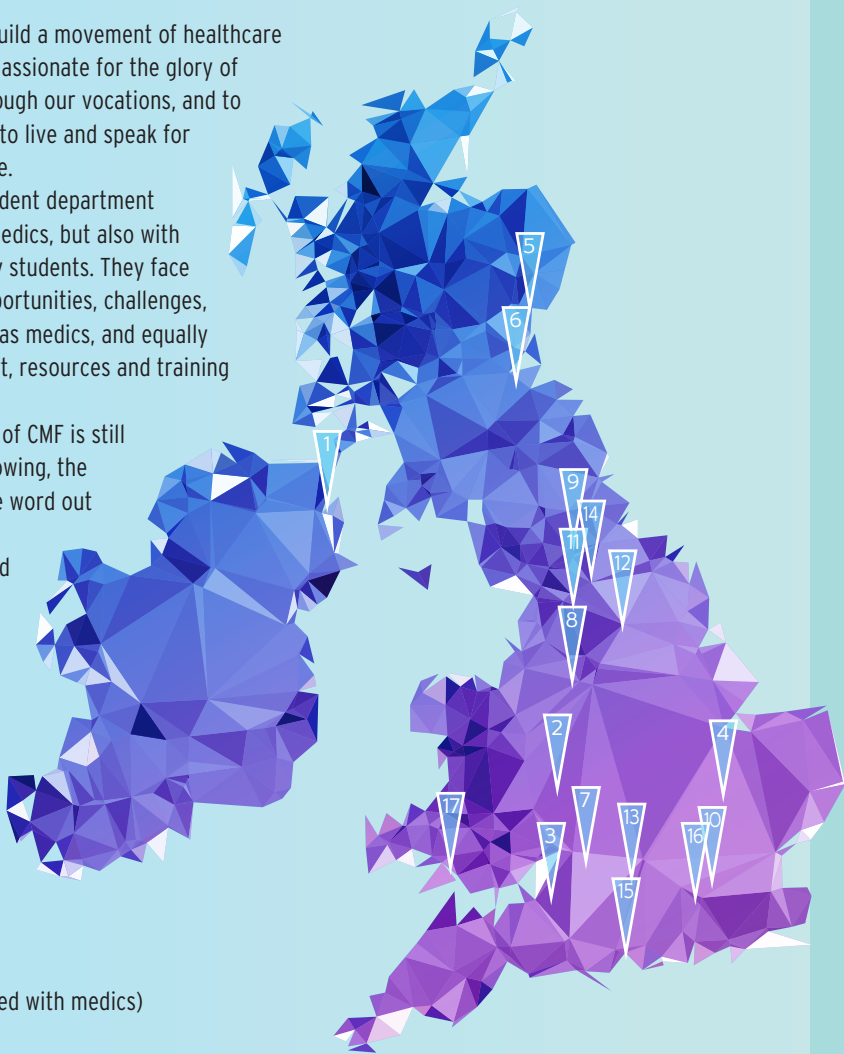 uild a movement of healthcare
assionate for the glory of
ough our vocations, and to
to live and speak for
e.
dent department
edics, but also with
y students. They face
portunities, challenges,
as medics, and equally
t, resources and training
of CMF is still
owing, the
e word out
d
ed with medics)
5
6
1
9
14
11
12
8
2
4
7
17
13
10
3
16
15